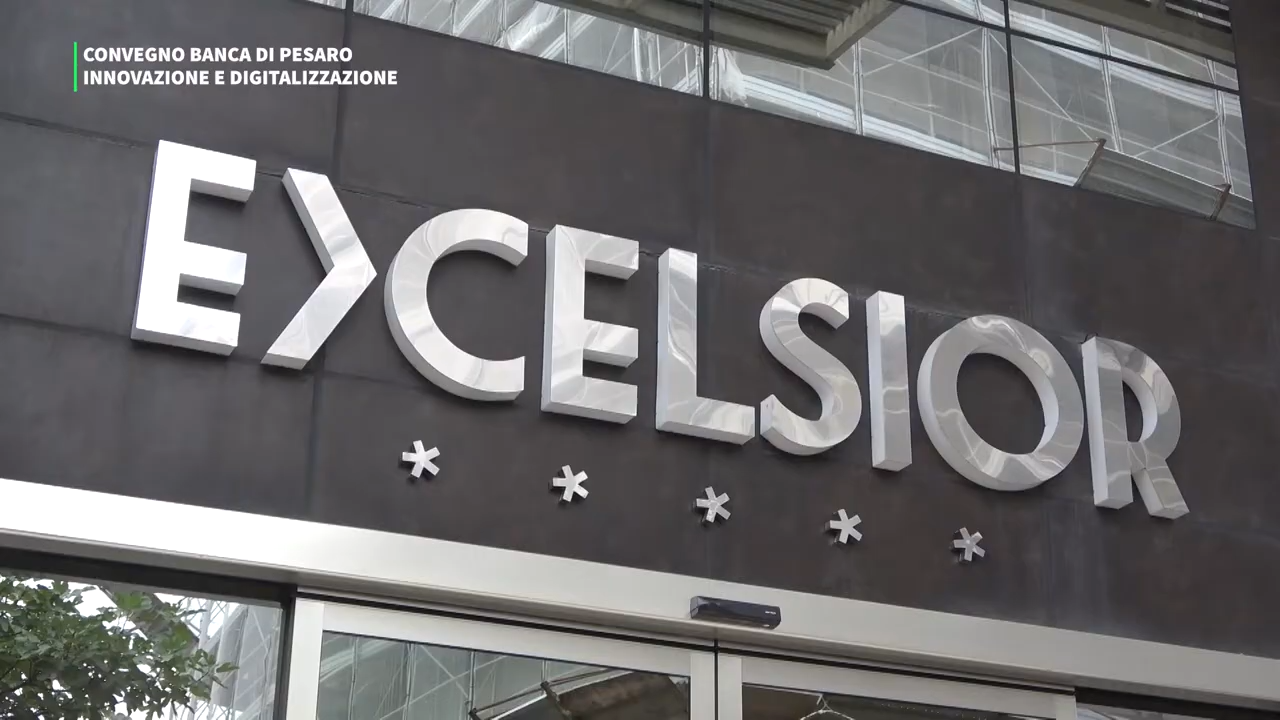 CONVEGNO BANCA DI PESARO
INNOVAZIONE E DIGITALIZZAZIONE
EXCELSIOR
*****